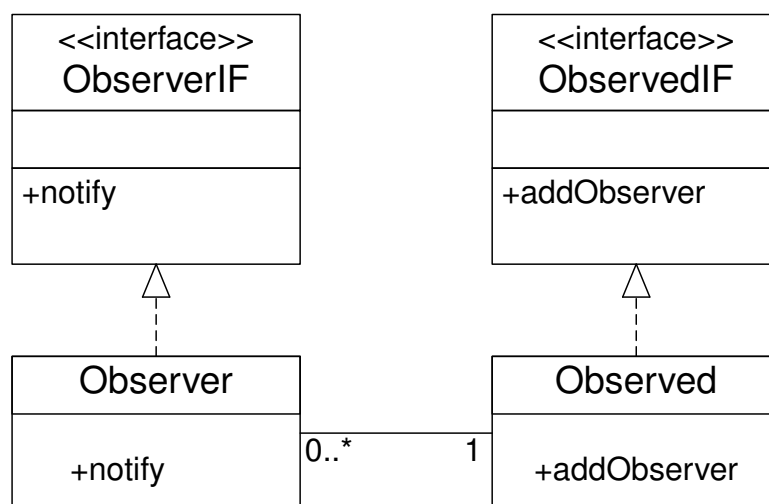 <<interface>>
ObserverIF
+notify
<<interface>>
ObservedIF
+addObserver
Observer
+notify
0..*
1
Observed
+addObserver